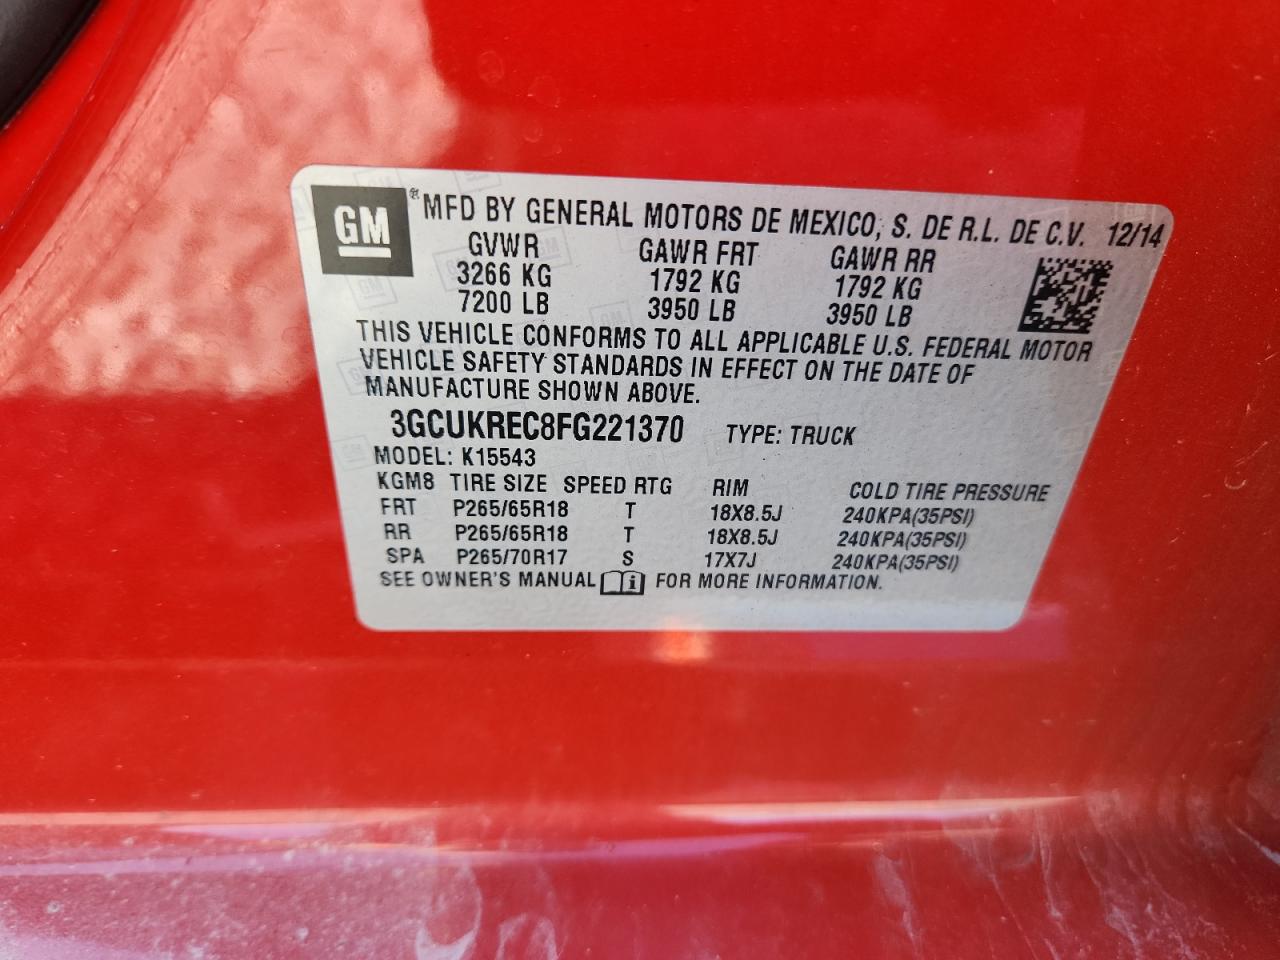 GM ® MFD BY GENERAL MOTORS DE MEXICO, S. DE R.L. DE C.V. 12/14
GVWR GAWR FRT GAWR RR
3266 KG 1792 KG 1792 KG
7200 LB 3950 LB 3950 LB
THIS VEHICLE CONFORMS TO ALL APPLICABLE U.S. FEDERAL MOTOR
VEHICLE SAFETY STANDARDS IN EFFECT ON THE DATE OF
MANUFACTURE SHOWN ABOVE.
3GCUKREC8FG221370 TYPE: TRUCK
MODEL: K15543
KGM8 TIRE SIZE SPEED RTG RIM COLD TIRE PRESSURE
FRT P265/65R18 T 18X8.5J 240KPA(35PSI)
RR P265/65R18 T 18X8.5J 240KPA(35PSI)
SPA P265/70R17 S 17X7J 240KPA(35PSI)
SEE OWNER'S MANUAL i FOR MORE INFORMATION.